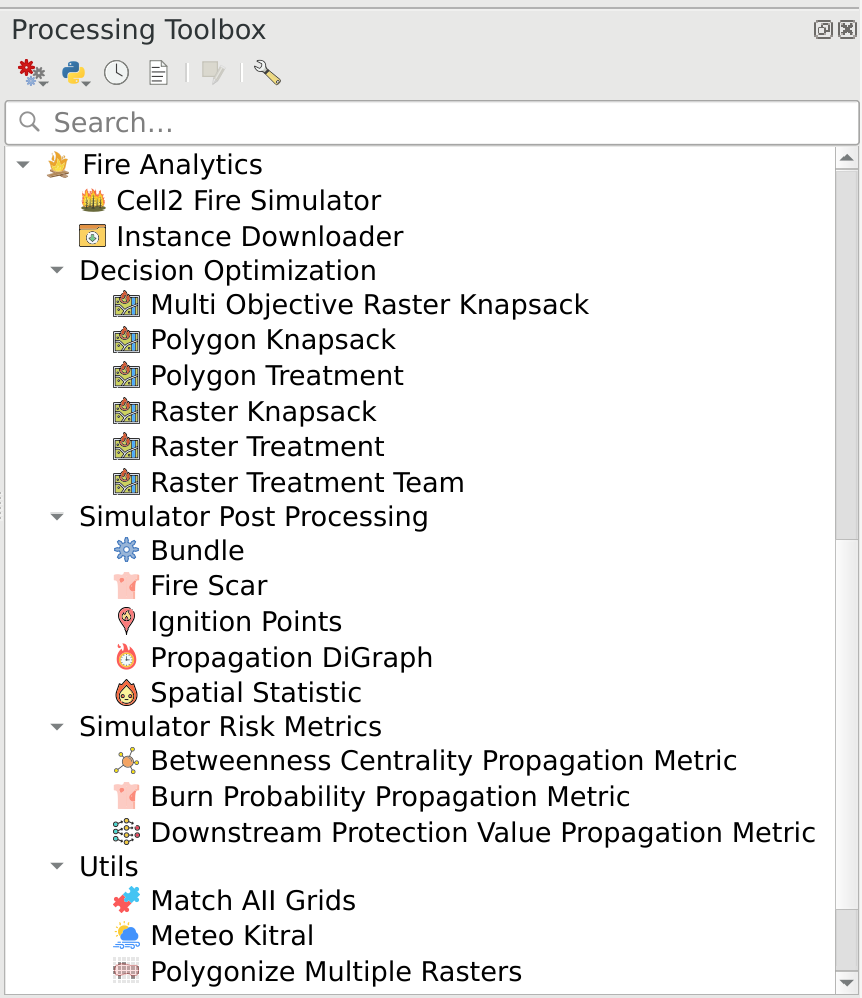 Processing Toolbox
Search...
Fire Analytics
Cell2 Fire Simulator
Instance Downloader
Decision Optimization
Multi Objective Raster Knapsack
Polygon Knapsack
Polygon Treatment
Raster Knapsack
Raster Treatment
Raster Treatment Team
Simulator Post Processing
Bundle
Fire Scar
Ignition Points
Propagation DiGraph
Spatial Statistic
Simulator Risk Metrics
Betweenness Centrality Propagation Metric
Burn Probability Propagation Metric
Downstream Protection Value Propagation Metric
Utils
Match AII Grids
Meteo Kitral
Polygonize Multiple Rasters